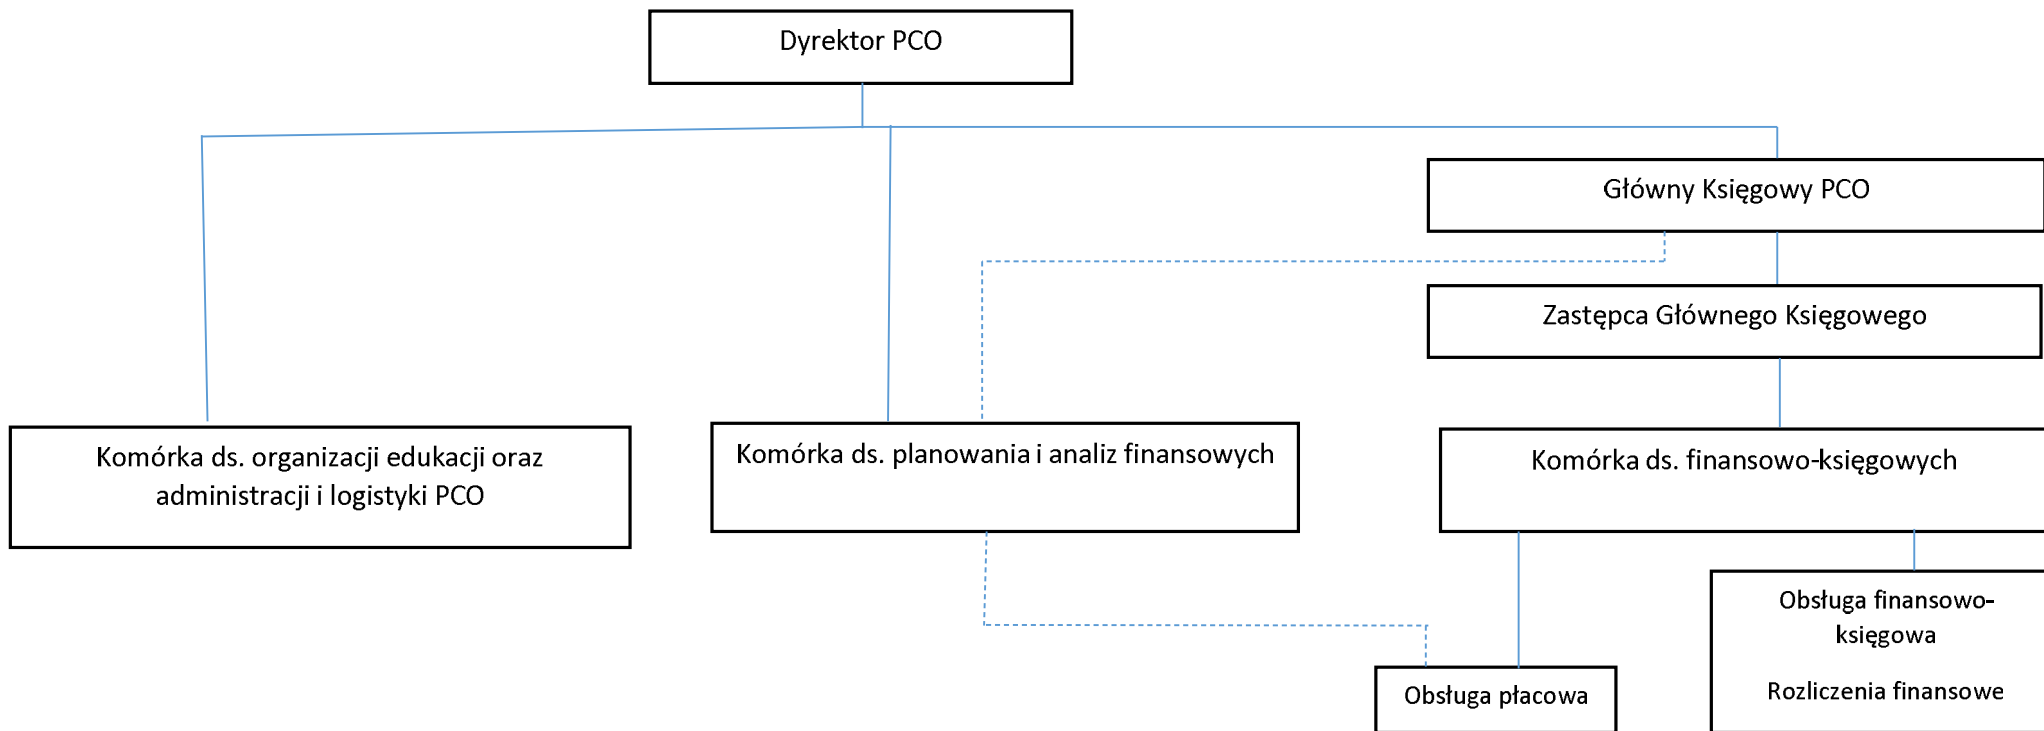 Dyrektor PCO
Główny Księgowy PCO
Zastępca Głównego Księgowego
Komórka ds. organizacji edukacji oraz
administracji i logistyki PCO
Komórka ds. planowania i analiz finansowych
Komórka ds. finansowo-księgowych
Obsługa finansowo-
księgowa
Rozliczenia finansowe
Obsługa płacowa